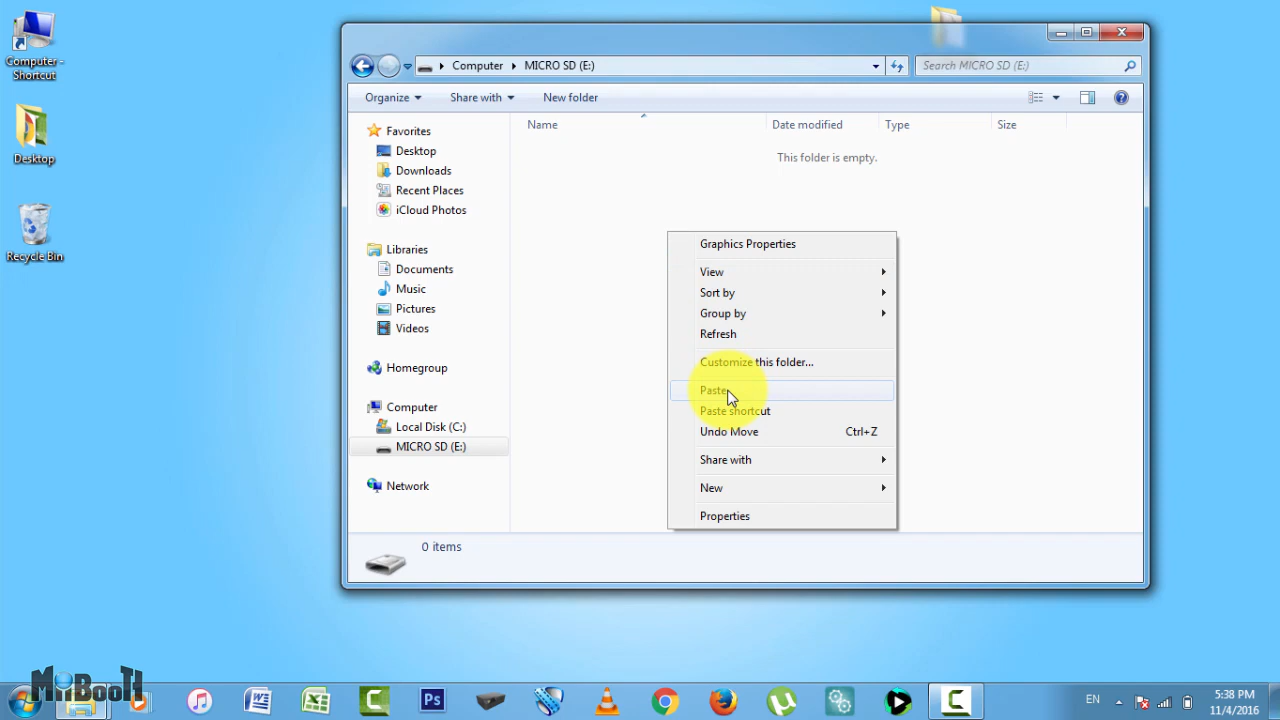 Computer -
Shortcut
Desktop
Recycle Bin
Computer
MICRO SD (E:)
Search MICRO SD (E:)
Organize
Share with
New folder
Name
Date modified
Type
Size
This folder is empty.
Favorites
Desktop
Downloads
Recent Places
iCloud Photos
Libraries
Documents
Music
Pictures
Videos
Homegroup
Computer
Local Disk (C:)
MICRO SD (E:)
Network
Graphics Properties
View
Sort by
Group by
Refresh
Customize this folder...
Paste
Paste shortcut
Undo Move Ctrl+Z
Share with
New
Properties
0 items
MiiBooTH
Ps
EN
5:38 PM
11/4/2016